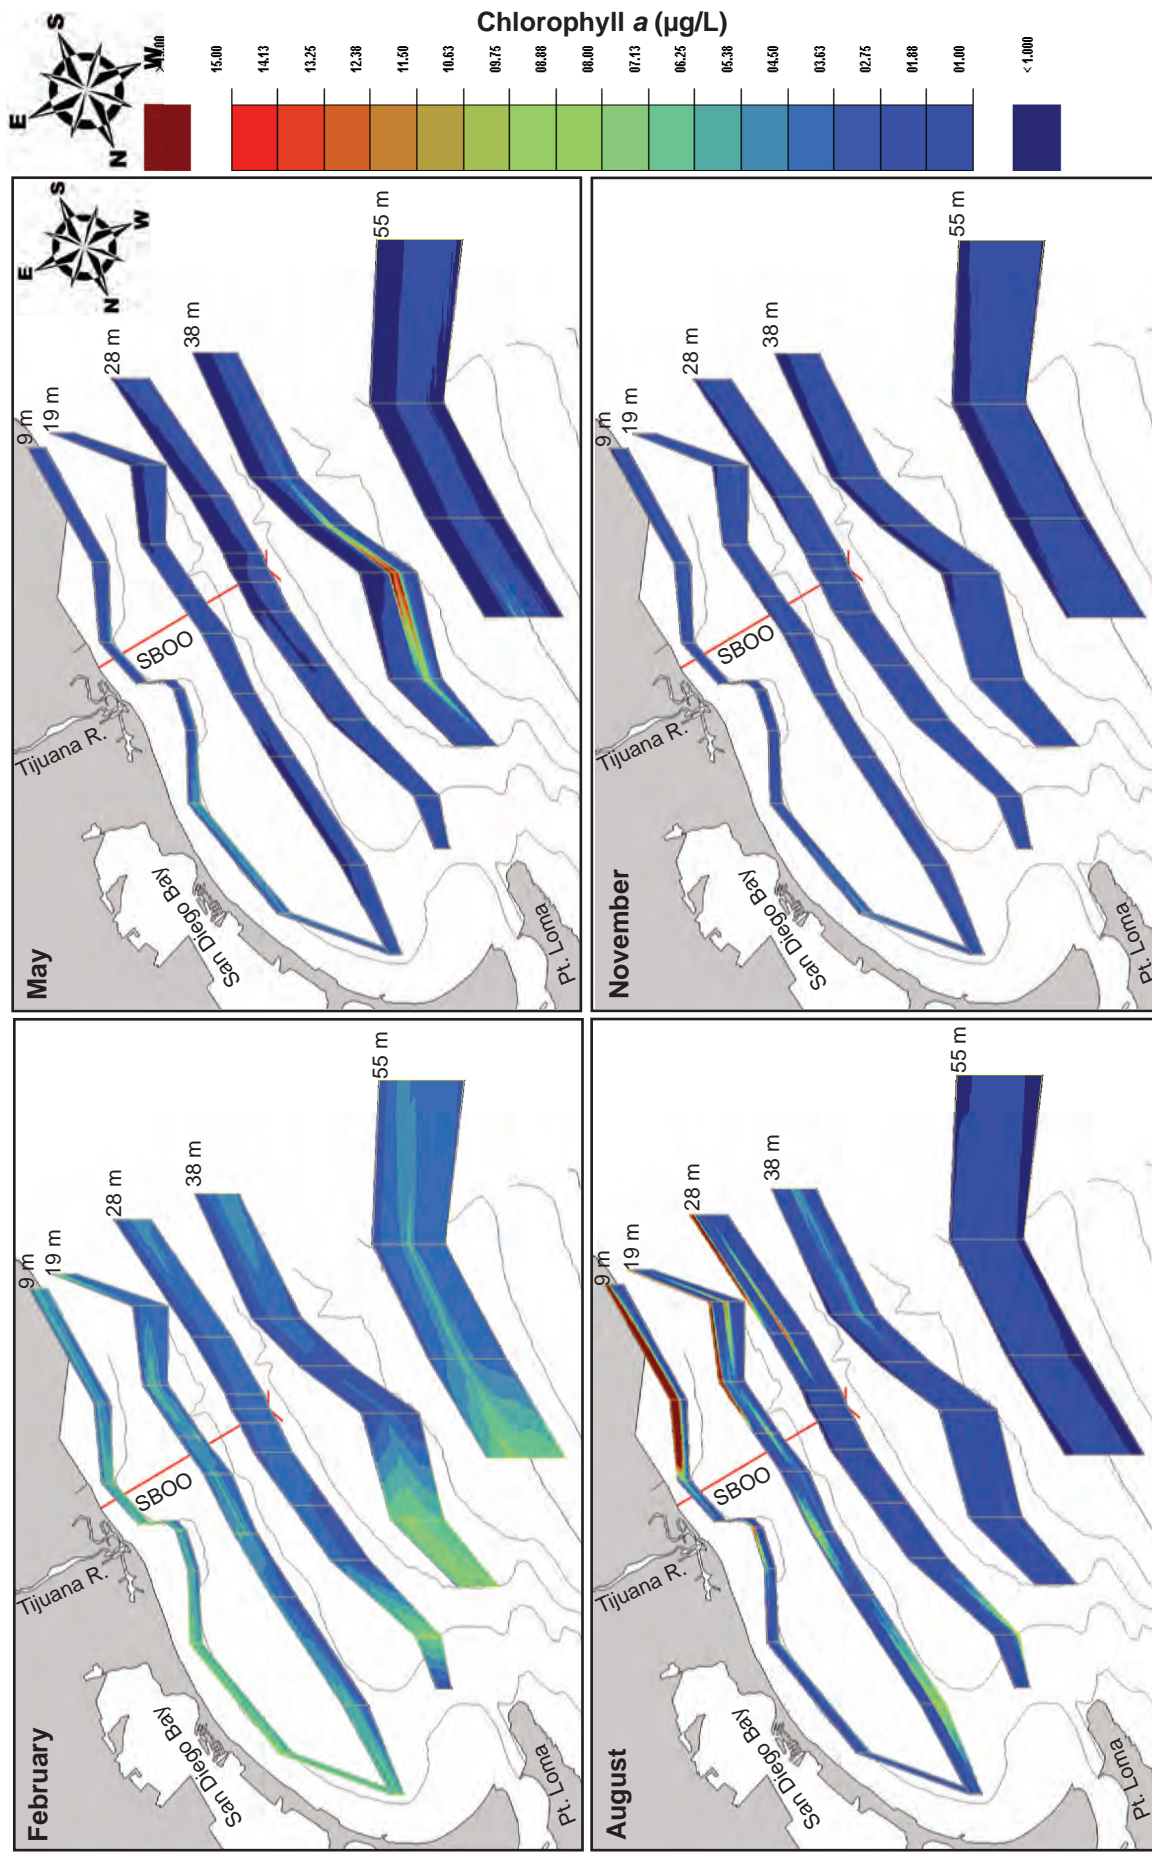 Chlorophyll a (µg/L)
15.00
14.13
13.25
12.38
11.50
10.63
09.75
08.88
08.00
07.13
06.25
05.38
04.50
03.63
02.75
01.88
01.00
< 1.000
E
S
N
W
February
9 m
19 m
28 m
38 m
55 m
SBOO
Tijuana R.
San Diego Bay
Pt. Loma
May
E
S
N
W
9 m
19 m
28 m
38 m
55 m
SBOO
Tijuana R.
San Diego Bay
Pt. Loma
August
9 m
19 m
28 m
38 m
55 m
SBOO
Tijuana R.
San Diego Bay
Pt. Loma
November
9 m
19 m
28 m
38 m
55 m
SBOO
Tijuana R.
San Diego Bay
Pt. Loma